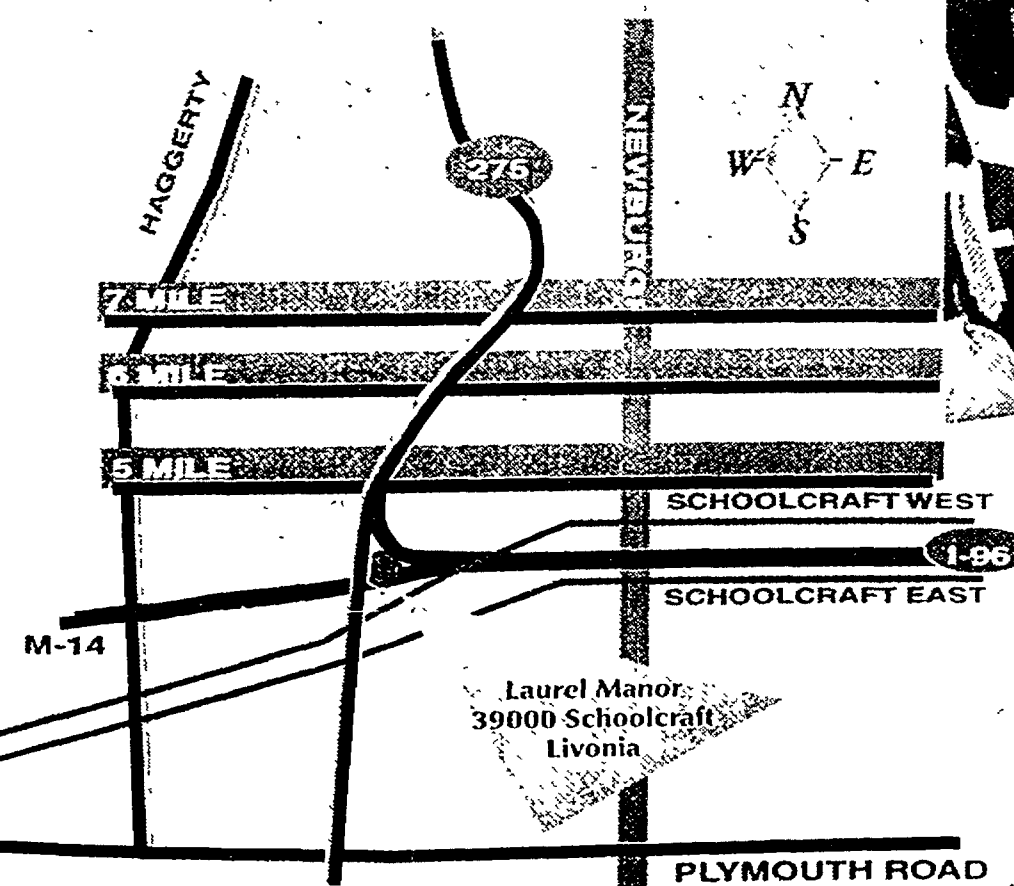 HAGGERTY
275
NEWBURG
N
W E
S
7 MILE
6 MILE
5 MILE
SCHOOLCRAFT WEST
I-96
SCHOOLCRAFT EAST
M-14
Laurel Manor
39000 Schoolcraft
Livonia
PLYMOUTH ROAD